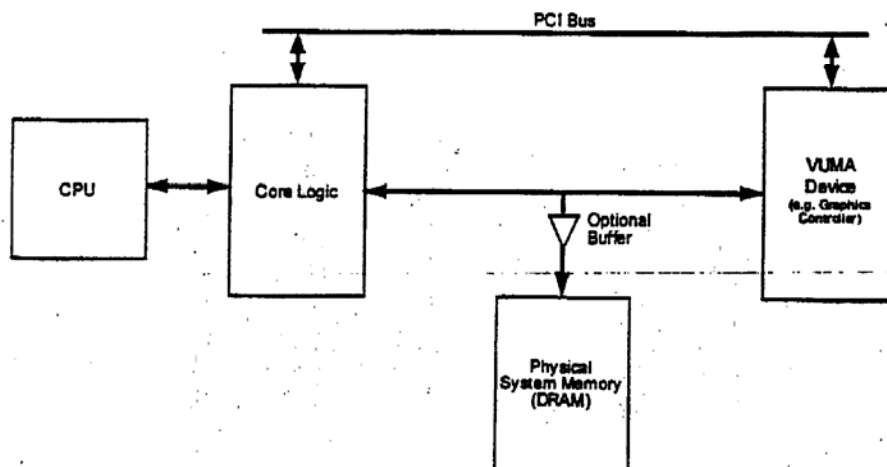 PCI Bus
CPU
Core Logic
VUMA
Device
(e.g. Graphics
Controller)
Optional
Buffer
Physical
System Memory
(DRAM)